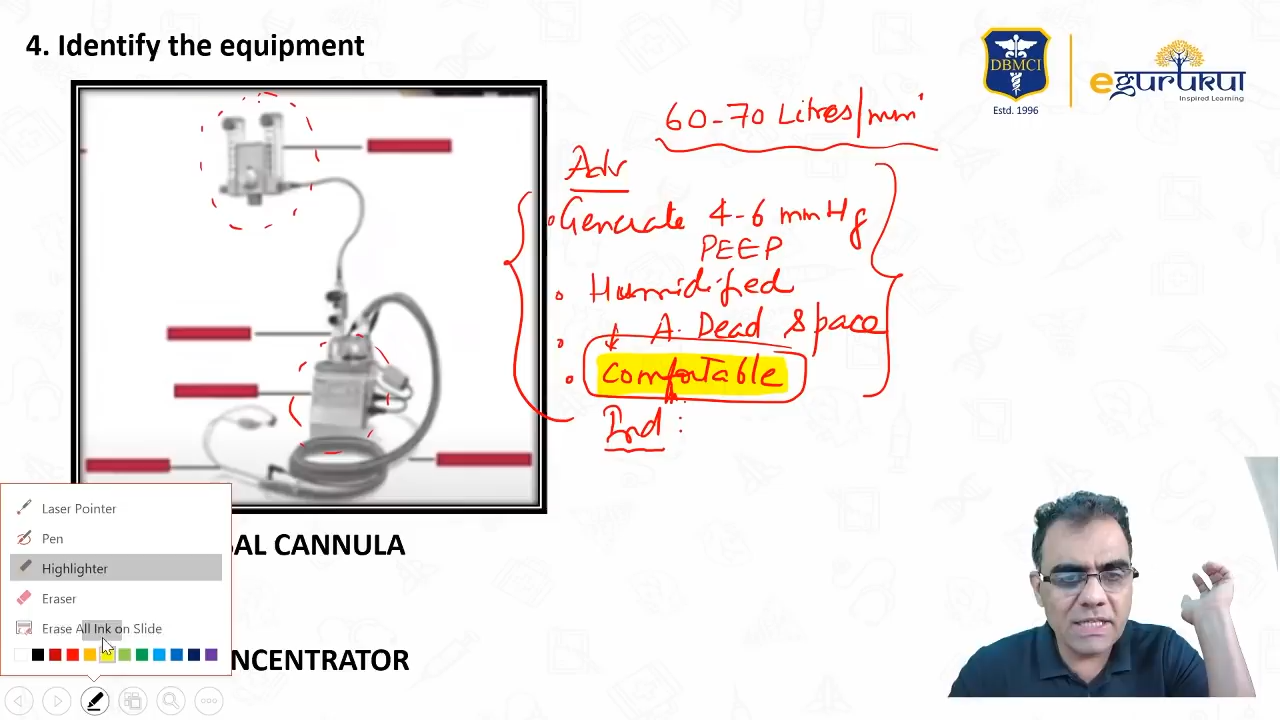 4. Identify the equipment
DBMCI
Estd. 1996
eGURUKUL
Inspired Learning
60-70 Litres/min
Adv
Generate 4-6 mmHg
PEEP
Humidified
↓ A. Dead space
comfortable
Ind :
Laser Pointer
Pen
Highlighter
Eraser
Erase All Ink on Slide
SAL CANNULA
NCENTRATOR